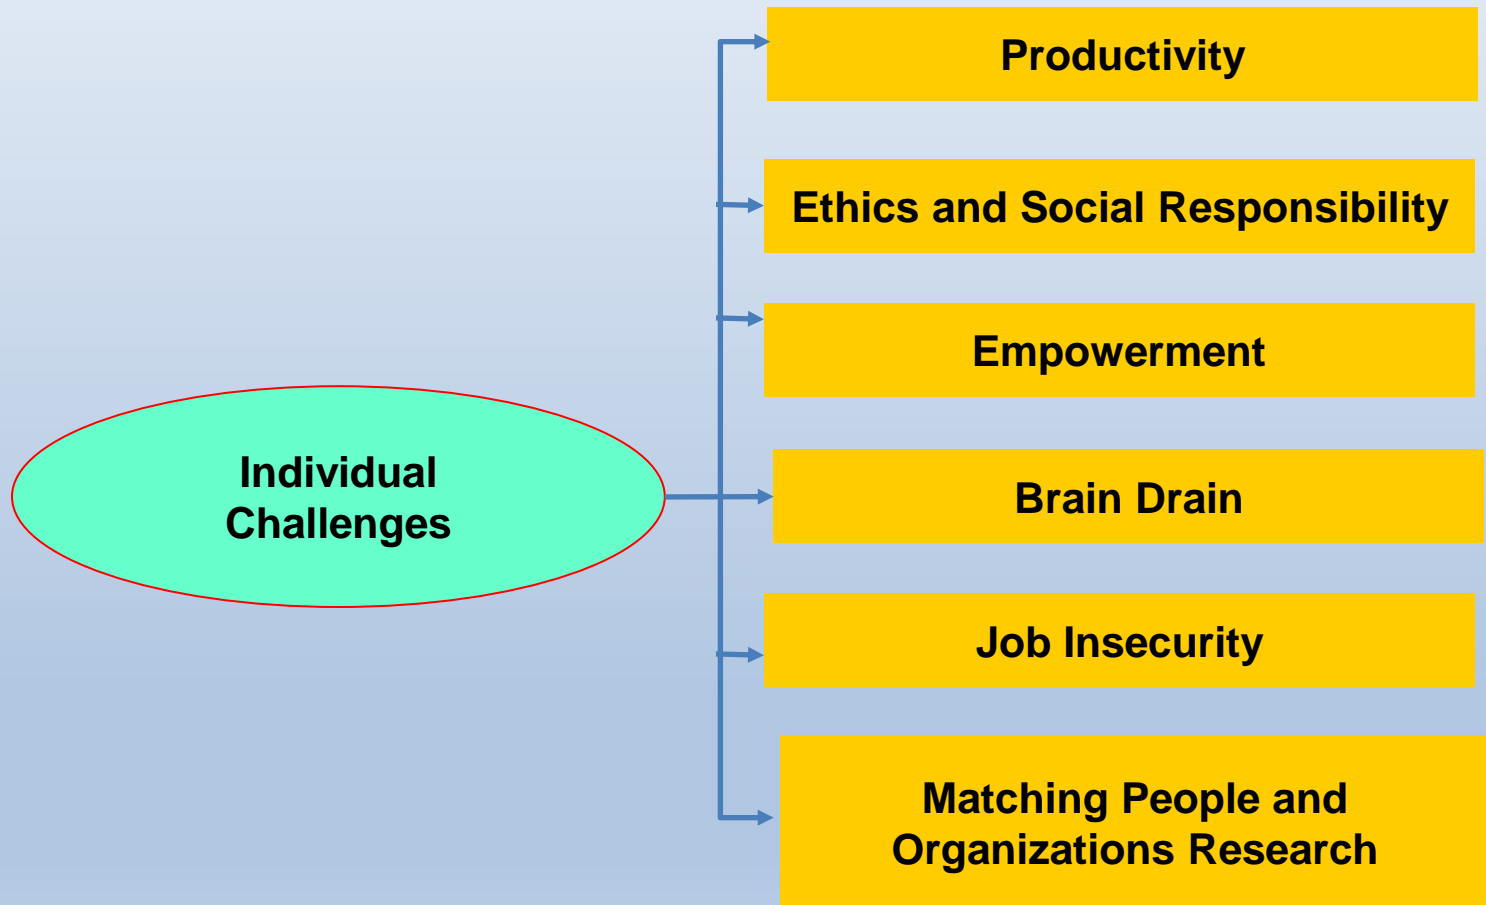 Productivity
Ethics and Social Responsibility
Empowerment
Individual
Challenges
Brain Drain
Job Insecurity
Matching People and
Organizations Research